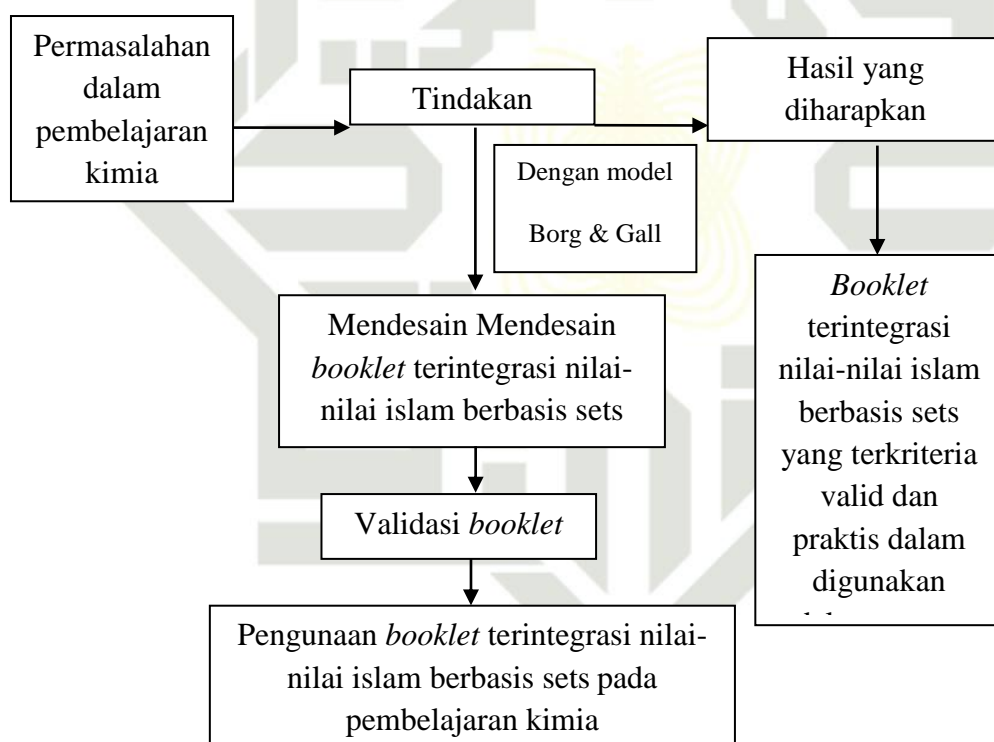 Permasalahan
dalam
pembelajaran
kimia
Tindakan
Hasil yang
diharapkan
Dengan model
Borg & Gall
Mendesain Mendesain
booklet terintegrasi nilai-
nilai islam berbasis sets
Booklet
terintegrasi
nilai-nilai islam
berbasis sets
yang terkriteria
valid dan
praktis dalam
digunakan
Validasi booklet
Pengunaan booklet terintegrasi nilai-
nilai islam berbasis sets pada
pembelajaran kimia